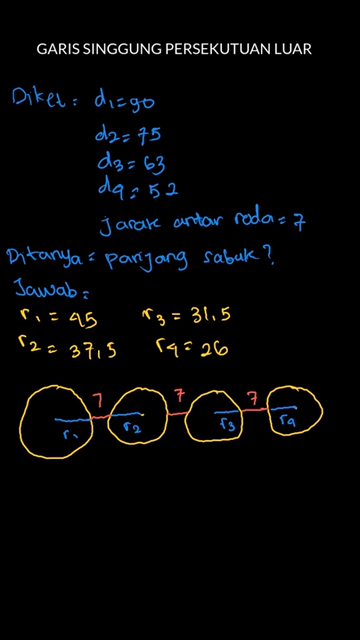 GARIS SINGGUNG PERSEKUTUAN LUAR
Diket = d1=90
d2=75
d3=63
d4=52
jarak antar roda=7
Ditanya= panjang sabuk?
Jawab=
r1 = 45 r3 = 31,5
r2 = 37,5 r4 = 26
7 7 7
r1 r2 r3 r4